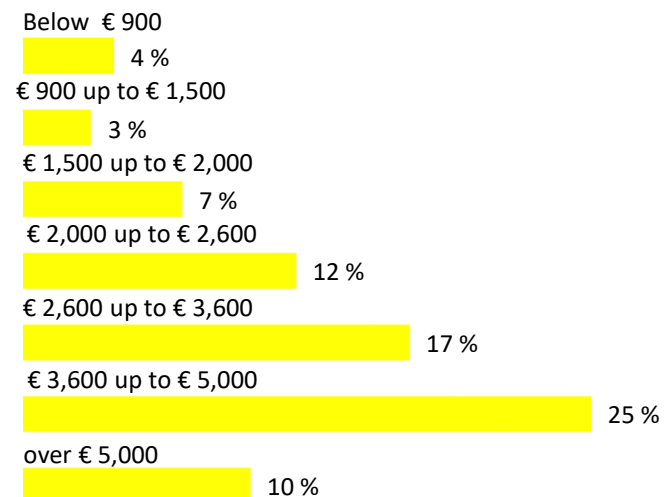 Below € 900
4 %
€ 900 up to € 1,500
3 %
€ 1,500 up to € 2,000
7 %
€ 2,000 up to € 2,600
12 %
€ 2,600 up to € 3,600
17 %
€ 3,600 up to € 5,000
25 %
over € 5,000
10 %